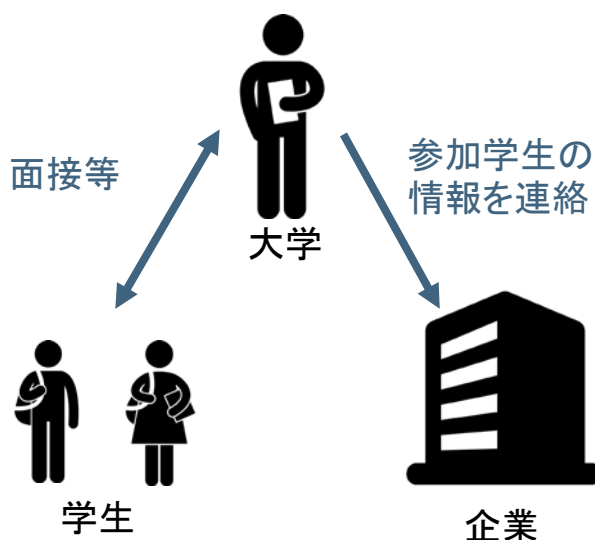 面接等
参加学生の
情報を連絡
大学
学生
企業